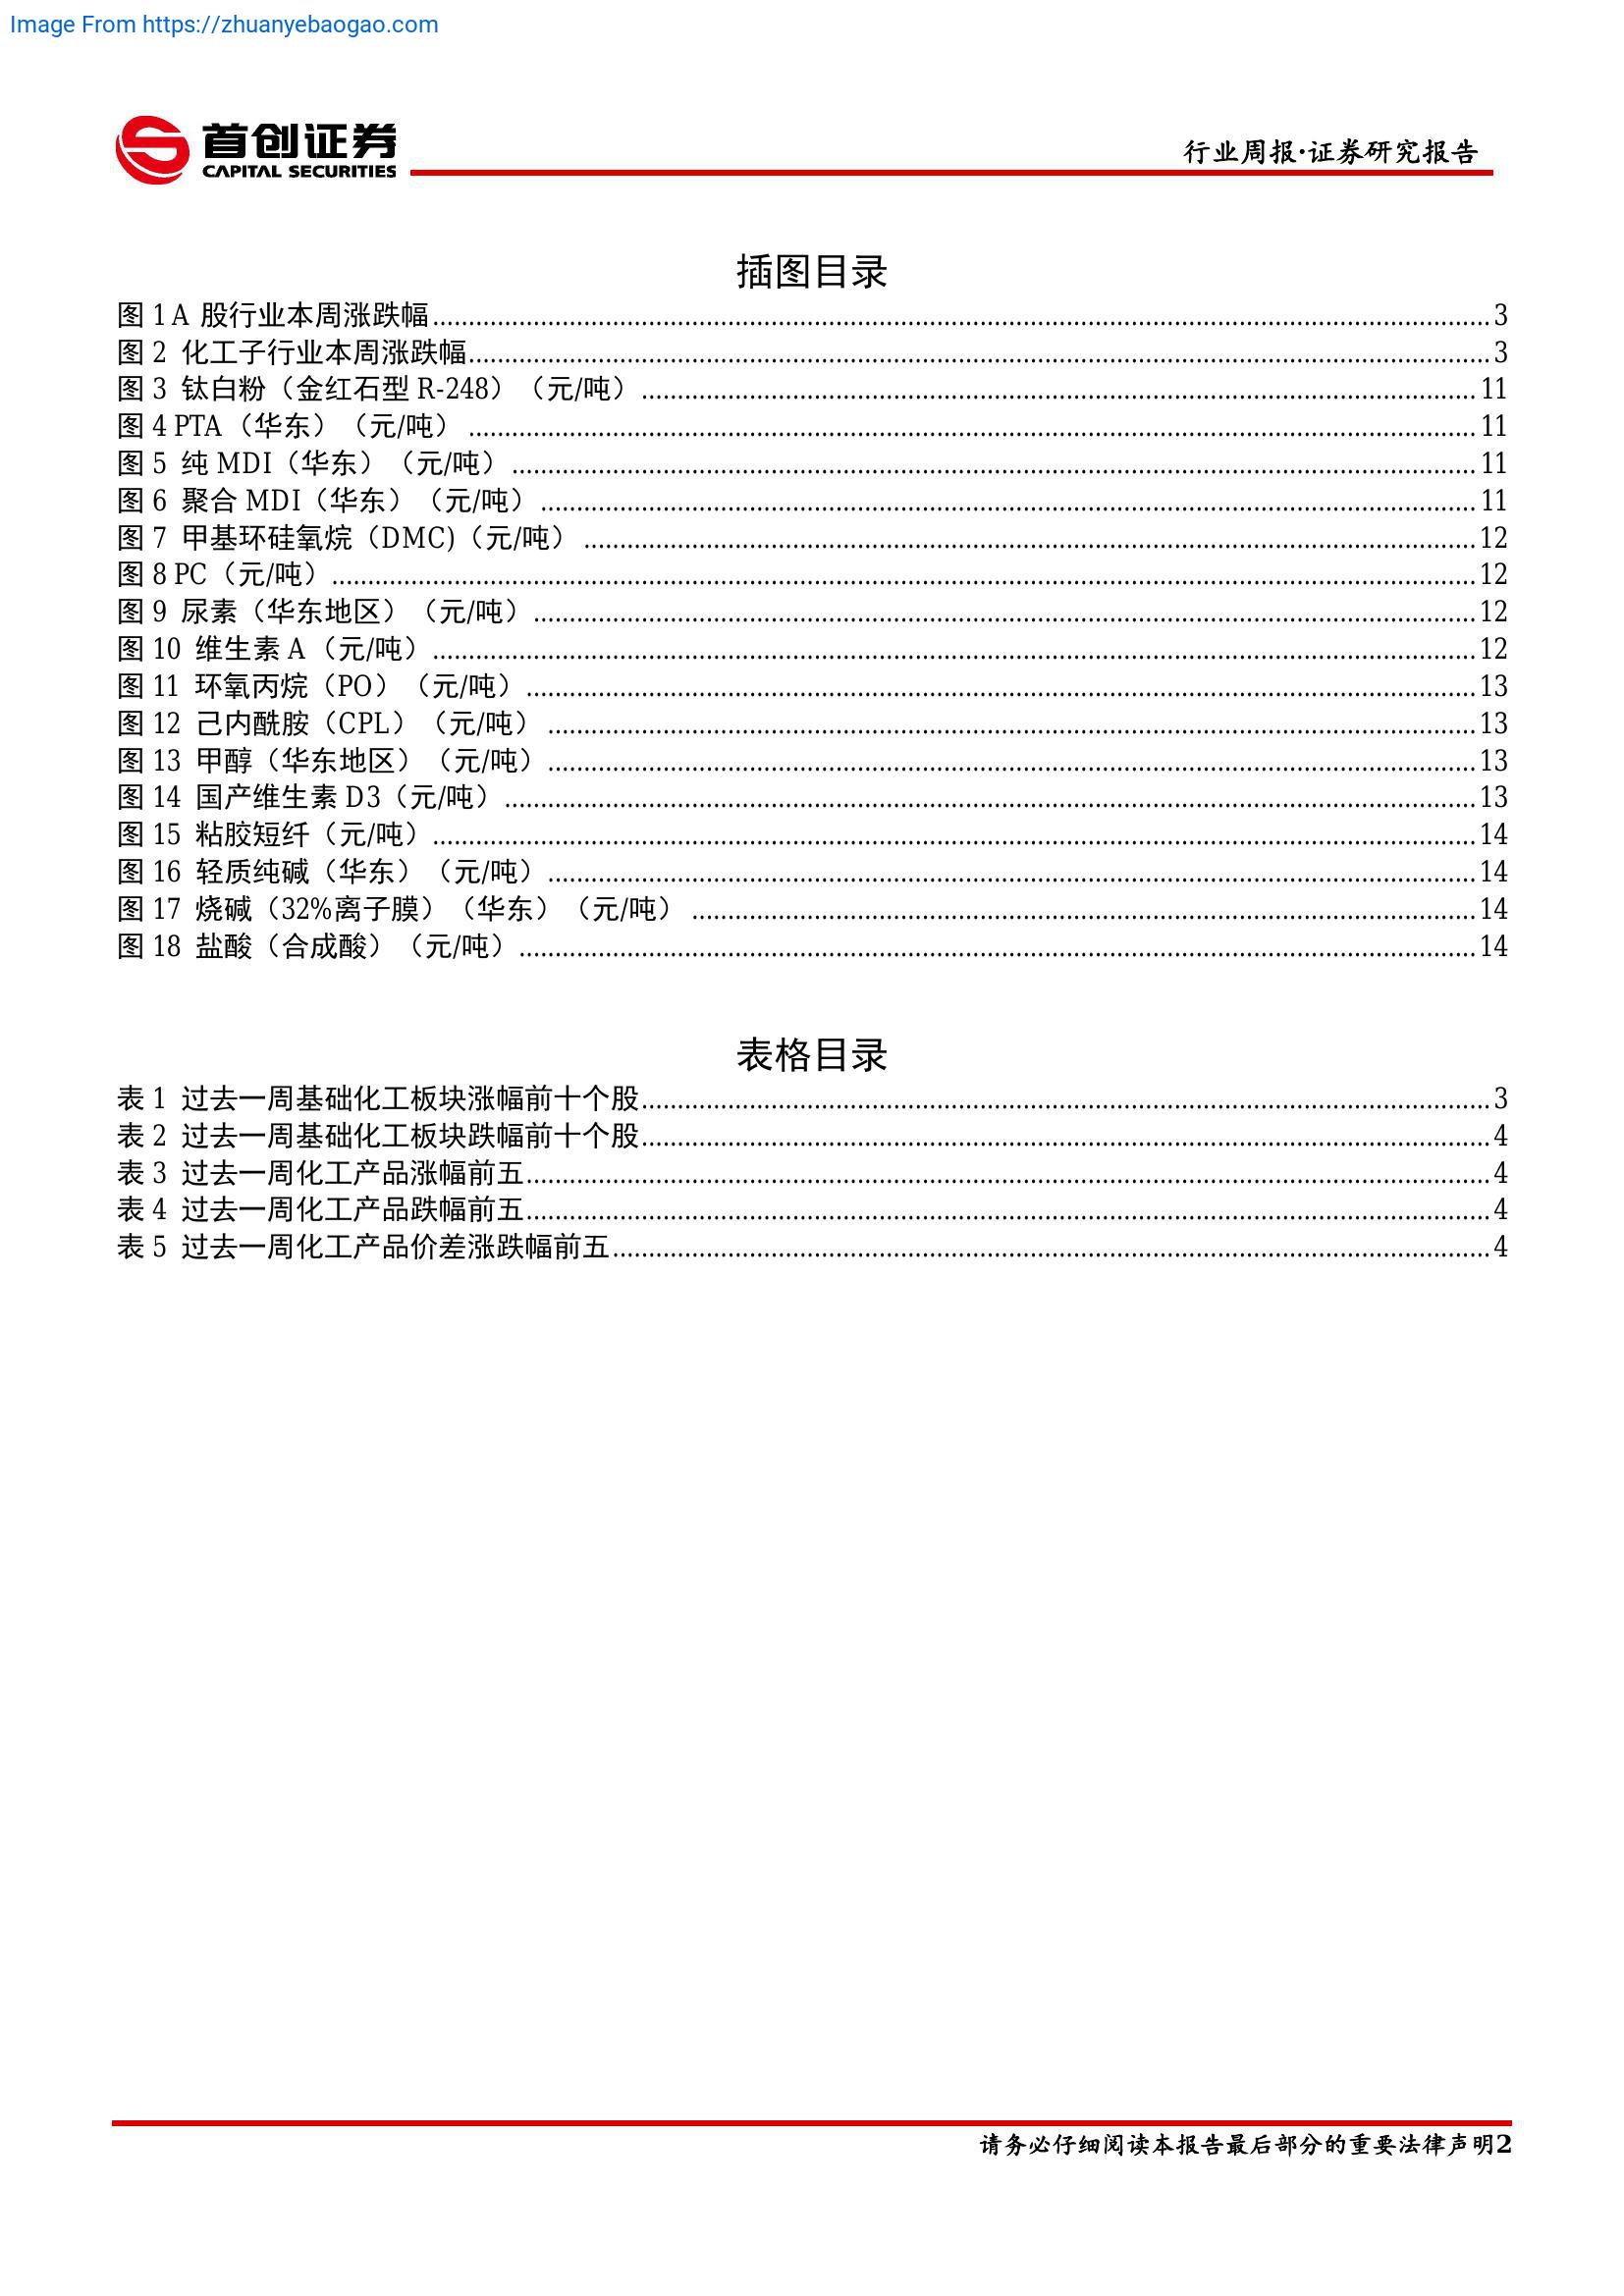 Image From https://zhuanyebaogao.com
首创证券
CAPITAL SECURITIES
行业周报·证券研究报告
插图目录
图 1 A 股行业本周涨跌幅 3
图 2 化工子行业本周涨跌幅 3
图 3 钛白粉（金红石型 R-248）（元/吨） 11
图 4 PTA（华东）（元/吨） 11
图 5 纯 MDI（华东）（元/吨） 11
图 6 聚合 MDI（华东）（元/吨） 11
图 7 甲基环硅氧烷（DMC)（元/吨） 12
图 8 PC（元/吨） 12
图 9 尿素（华东地区）（元/吨） 12
图 10 维生素 A（元/吨） 12
图 11 环氧丙烷（PO）（元/吨） 13
图 12 己内酰胺（CPL）（元/吨） 13
图 13 甲醇（华东地区）（元/吨） 13
图 14 国产维生素 D3（元/吨） 13
图 15 粘胶短纤（元/吨） 14
图 16 轻质纯碱（华东）（元/吨） 14
图 17 烧碱（32%离子膜）（华东）（元/吨） 14
图 18 盐酸（合成酸）（元/吨） 14
表格目录
表 1 过去一周基础化工板块涨幅前十个股 3
表 2 过去一周基础化工板块跌幅前十个股 4
表 3 过去一周化工产品涨幅前五 4
表 4 过去一周化工产品跌幅前五 4
表 5 过去一周化工产品价差涨跌幅前五 4
请务必仔细阅读本报告最后部分的重要法律声明2